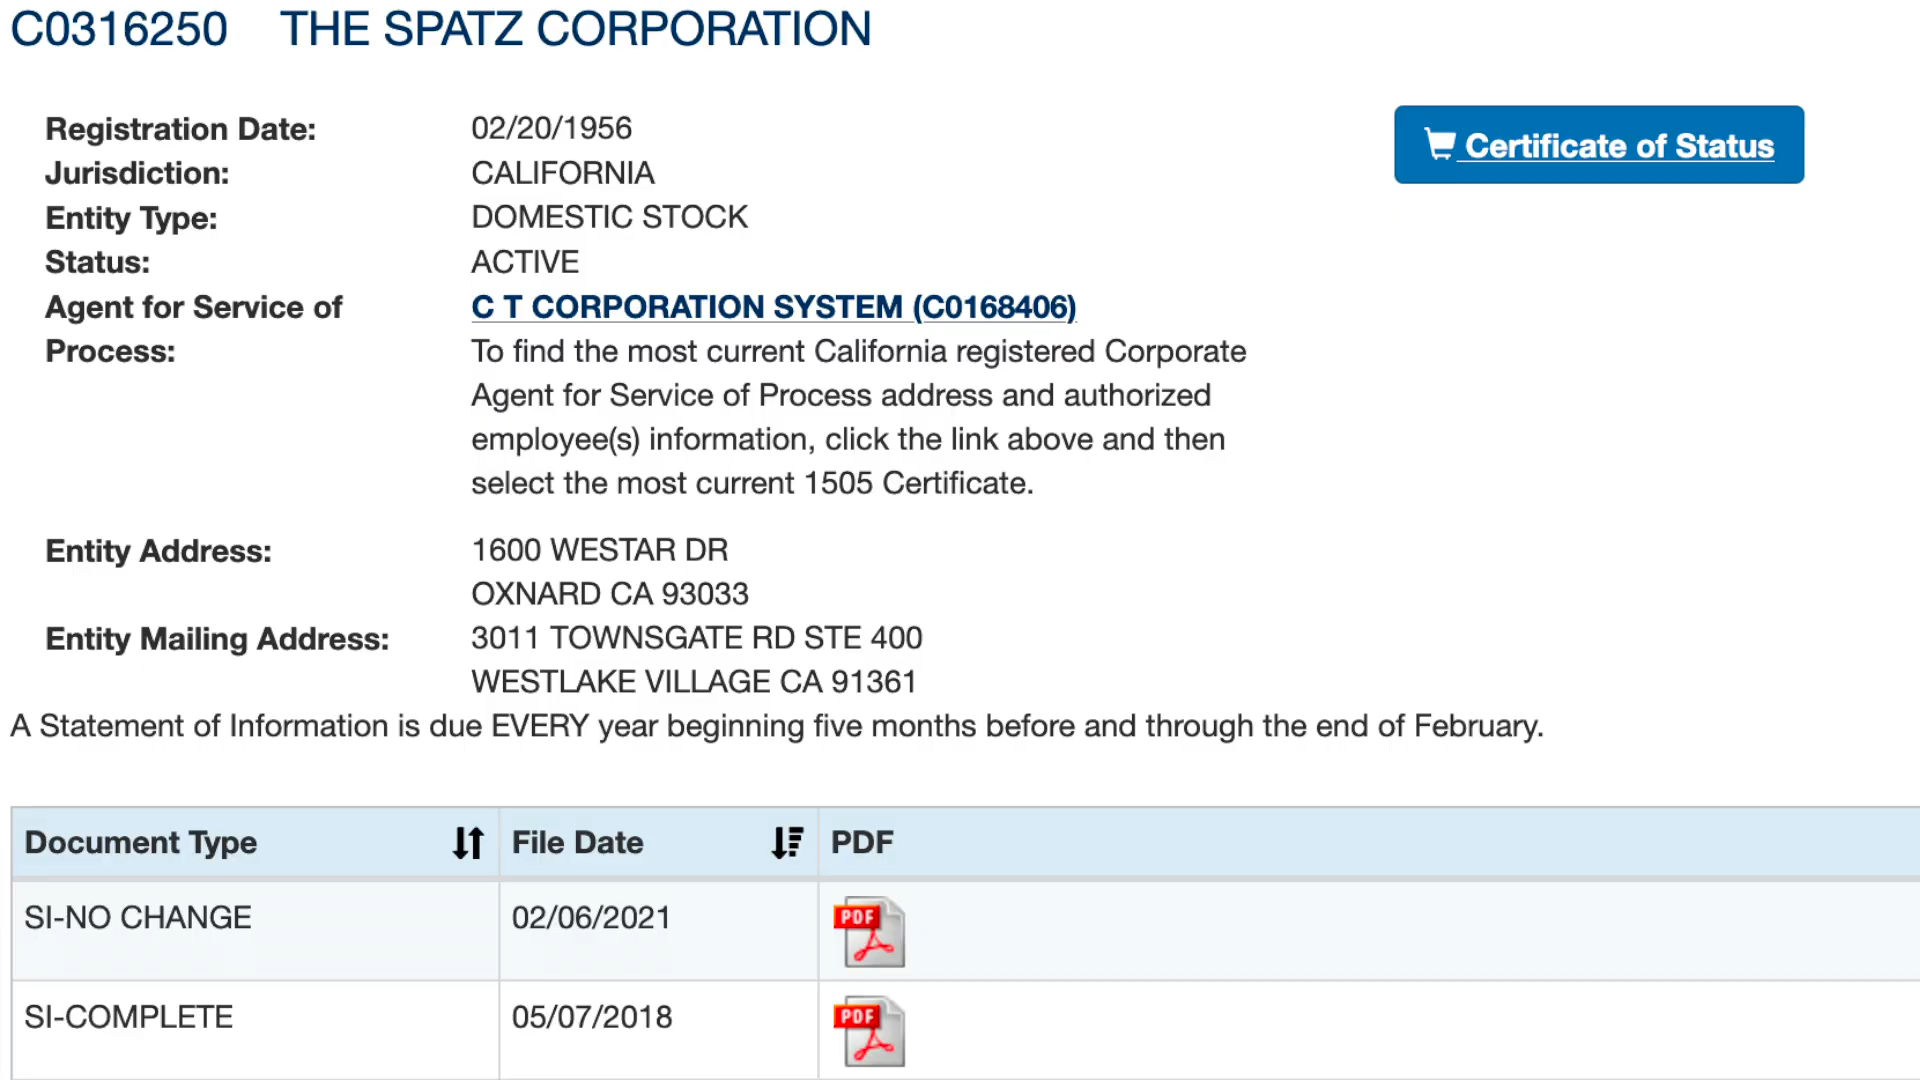 C0316250 THE SPATZ CORPORATION
Registration Date: 02/20/1956
Certificate of Status
Jurisdiction: CALIFORNIA
Entity Type: DOMESTIC STOCK
Status: ACTIVE
Agent for Service of C T CORPORATION SYSTEM (C0168406)
Process: To find the most current California registered Corporate
Agent for Service of Process address and authorized
employee(s) information, click the link above and then
select the most current 1505 Certificate.
Entity Address: 1600 WESTAR DR
OXNARD CA 93033
Entity Mailing Address: 3011 TOWNSGATE RD STE 400
WESTLAKE VILLAGE CA 91361
A Statement of Information is due EVERY year beginning five months before and through the end of February.
Document Type File Date PDF
SI-NO CHANGE 02/06/2021 PDF
SI-COMPLETE 05/07/2018 PDF